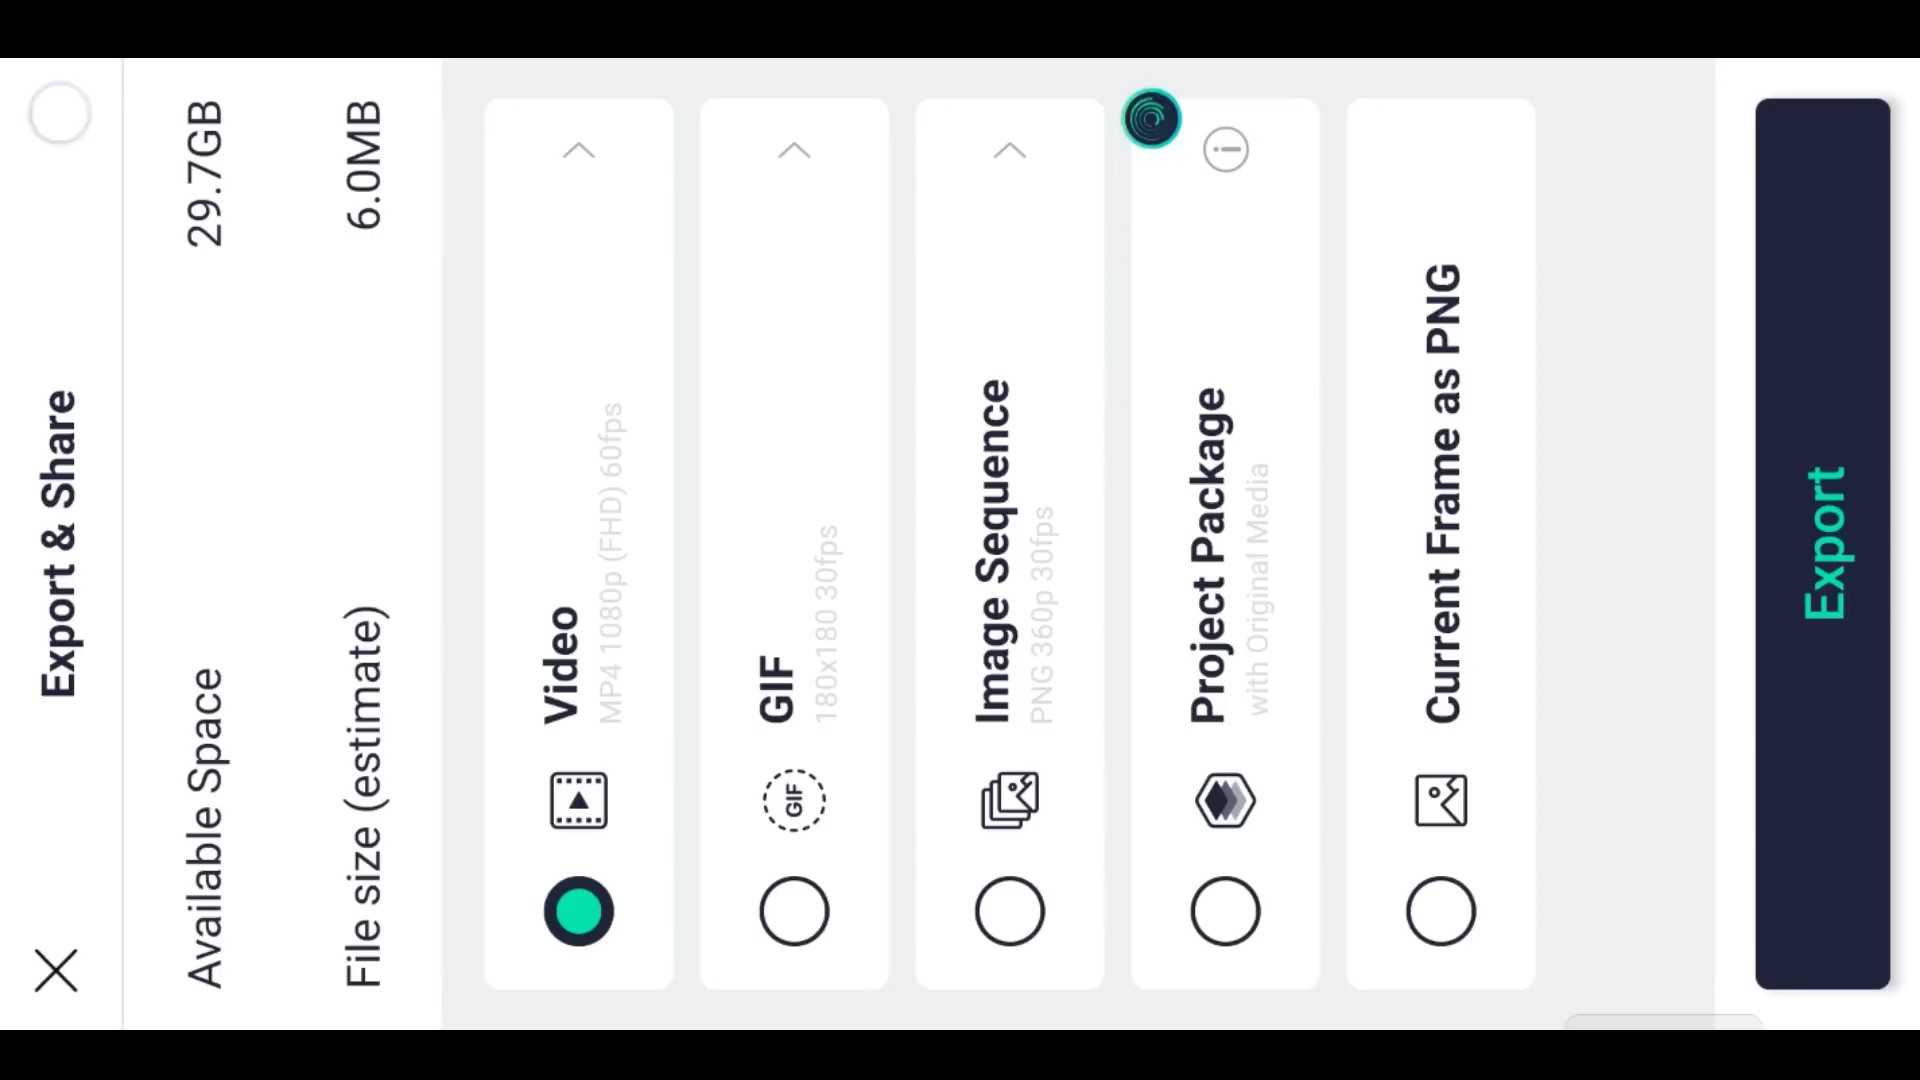 Export & Share
Available Space 29.7GB
File size (estimate) 6.0MB
Video
MP4 1080p (FHD) 60fps
GIF
GIF
180x180 30fps
Image Sequence
PNG 360p 30fps
Project Package
with Original Media
Current Frame as PNG
Export